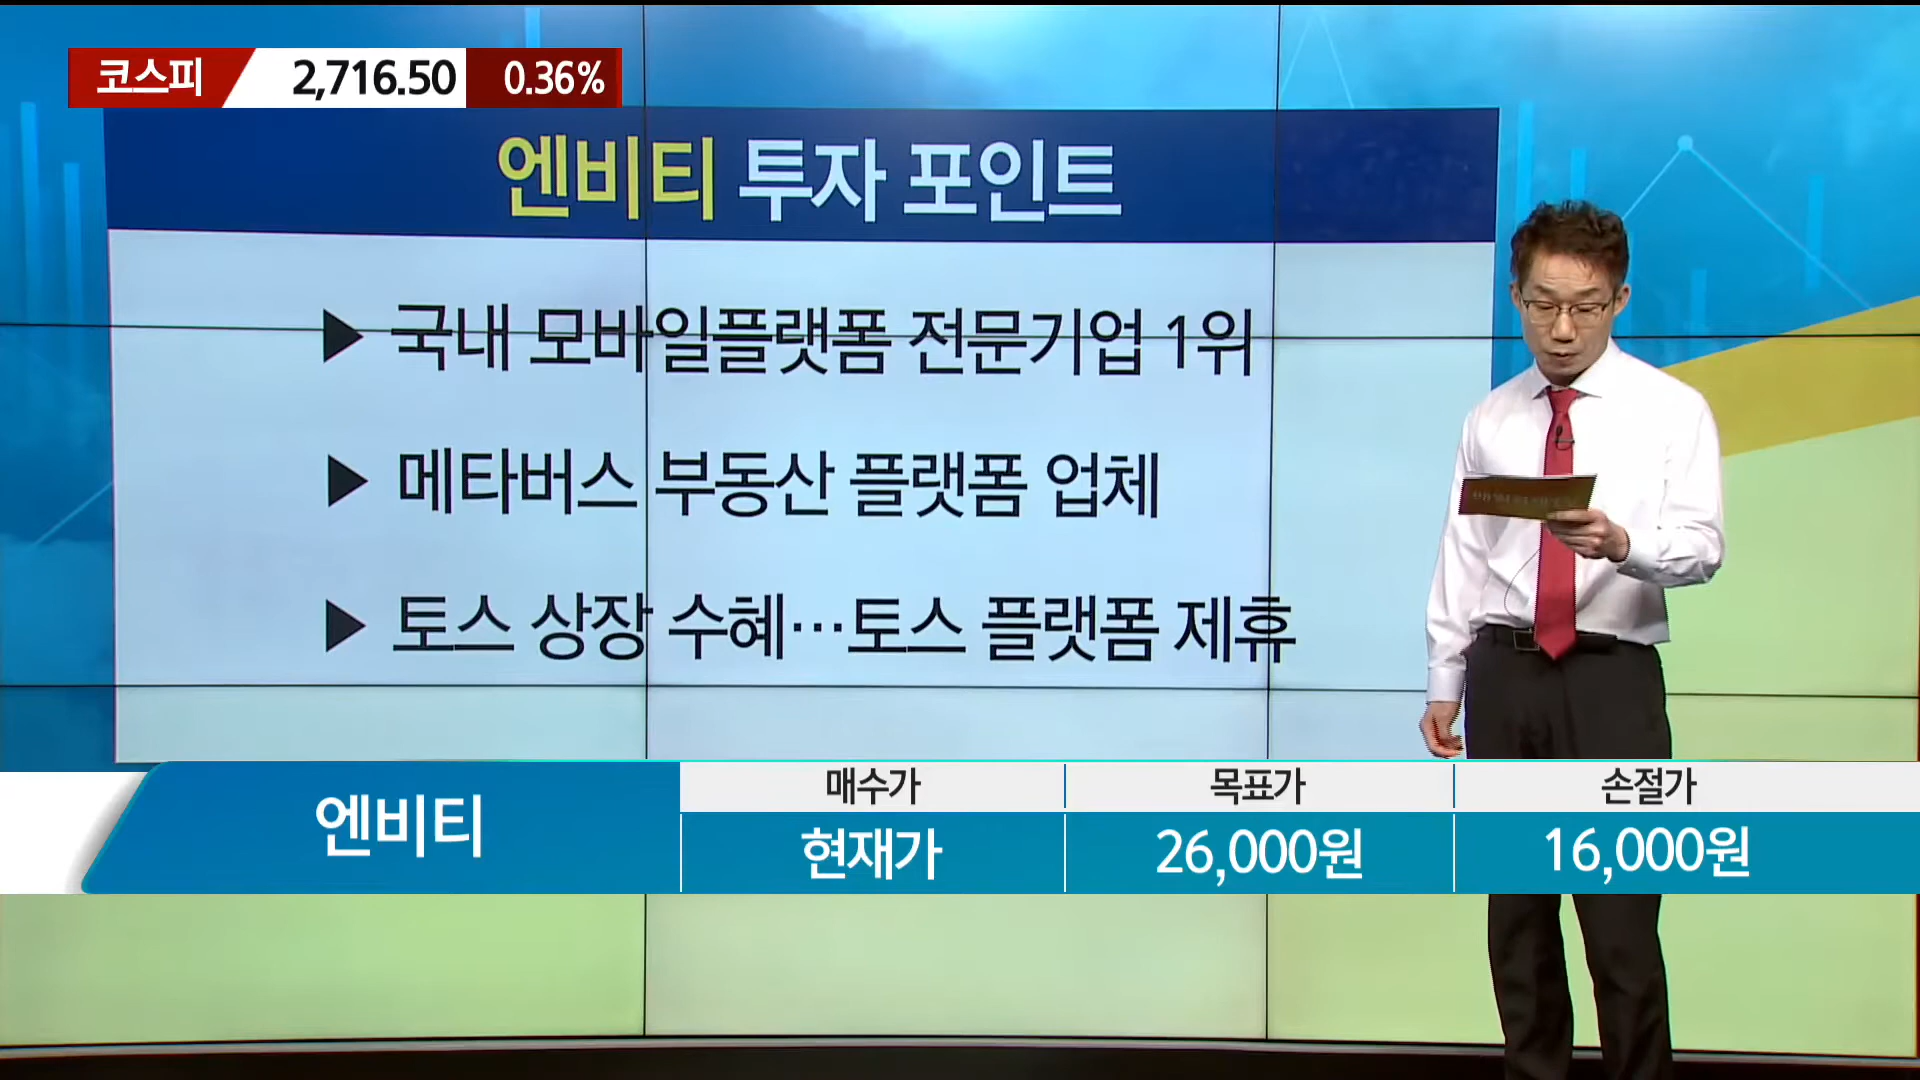 코스피 2,716.50 0.36%
엔비티 투자 포인트
▶ 국내 모바일플랫폼 전문기업 1위
▶ 메타버스 부동산 플랫폼 업체
▶ 토스 상장 수혜…토스 플랫폼 제휴
엔비티
매수가 목표가 손절가
현재가 26,000원 16,000원